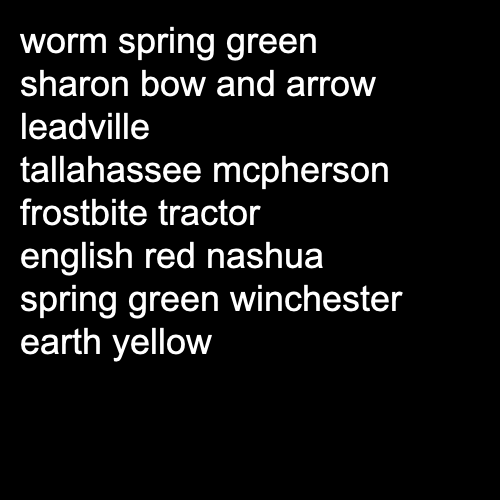 worm spring green
sharon bow and arrow
leadville
tallahassee mcpherson
frostbite tractor
english red nashua
spring green winchester
earth yellow